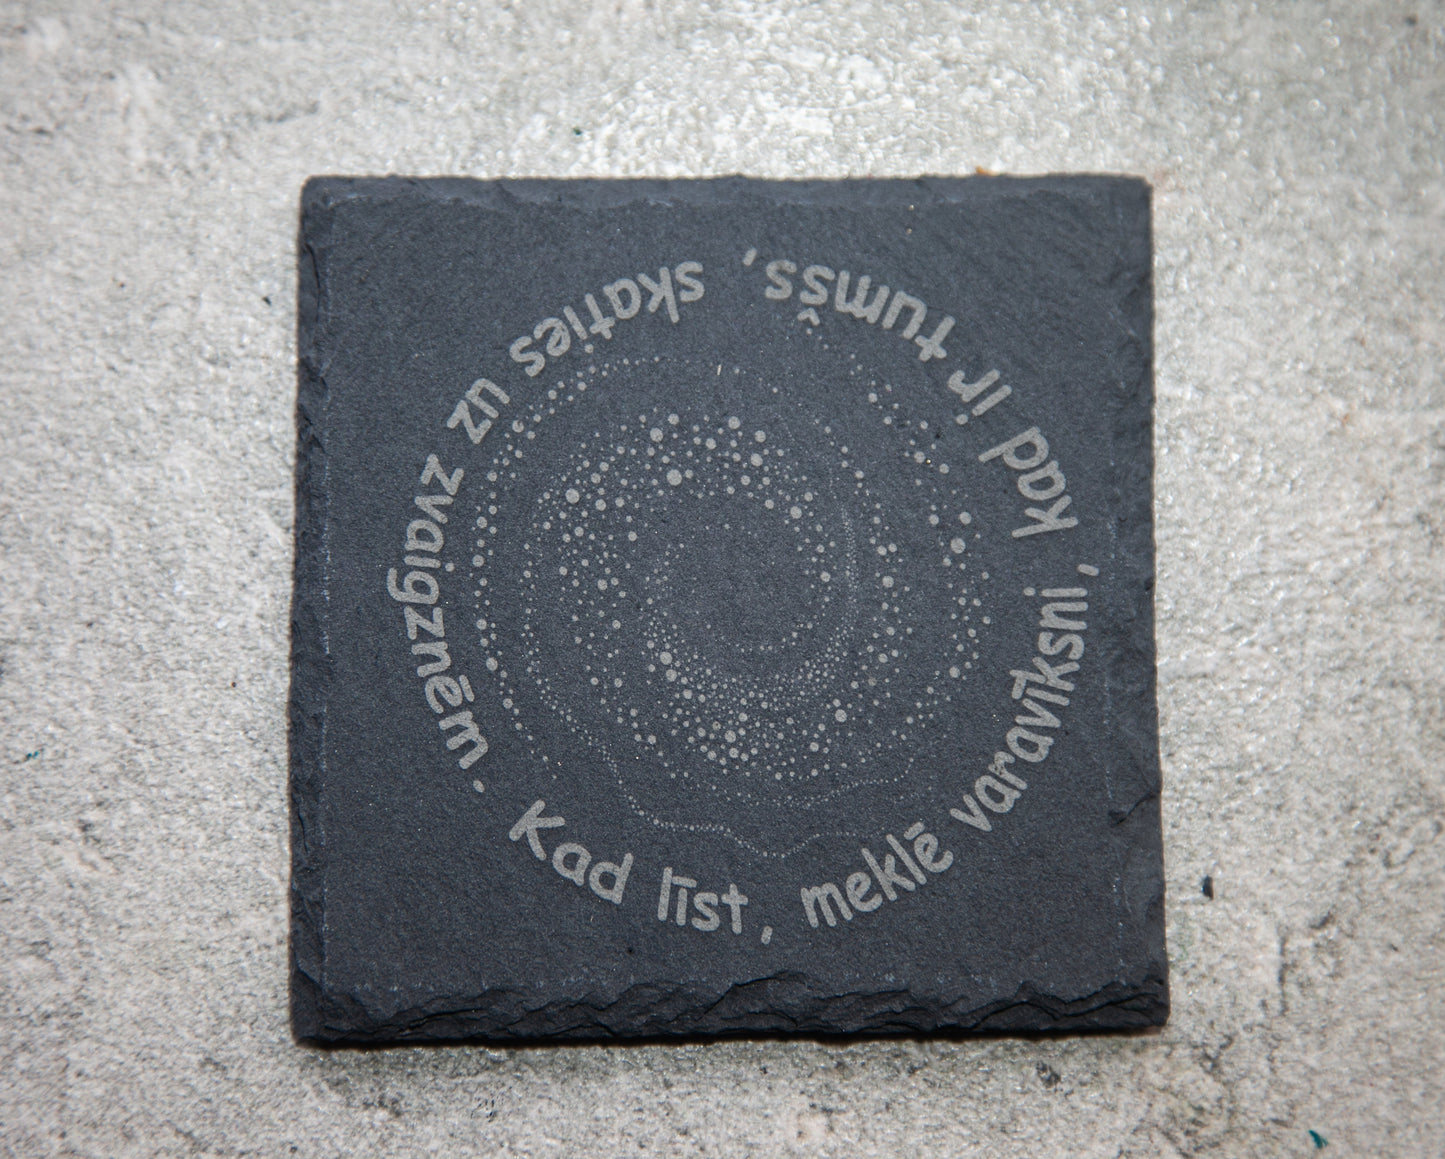 Kad līst, meklē varavīksni, kad ir tumšs, skaties uz zvaigznēm.